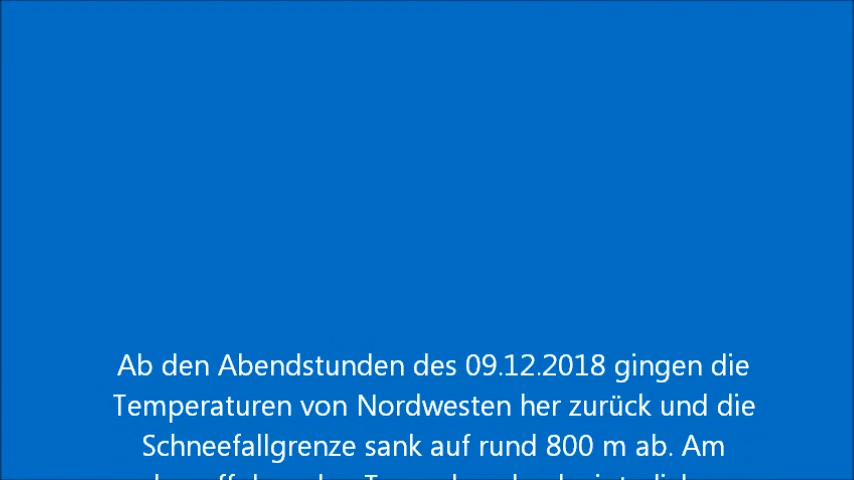 Ab den Abendstunden des 09.12.2018 gingen die
Temperaturen von Nordwesten her zurück und die
Schneefallgrenze sank auf rund 800 m ab. Am